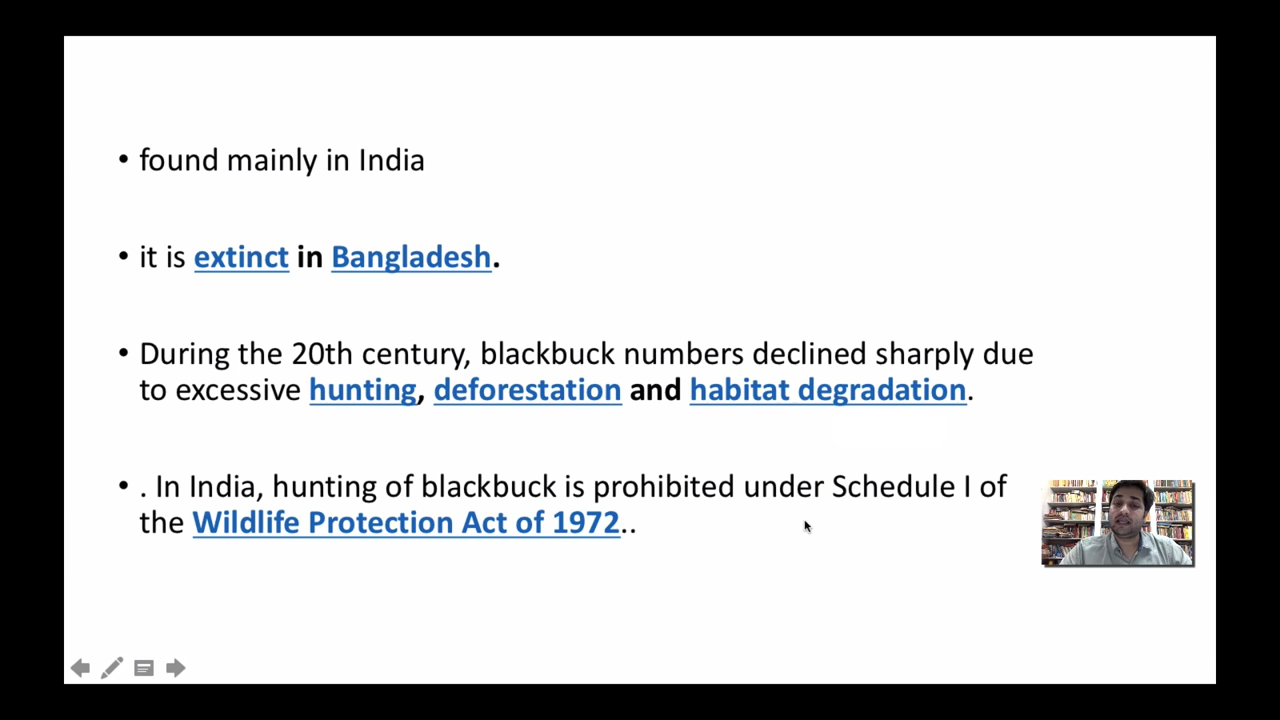 • found mainly in India
• it is extinct in Bangladesh.
• During the 20th century, blackbuck numbers declined sharply due
to excessive hunting, deforestation and habitat degradation.
• . In India, hunting of blackbuck is prohibited under Schedule I of
the Wildlife Protection Act of 1972..